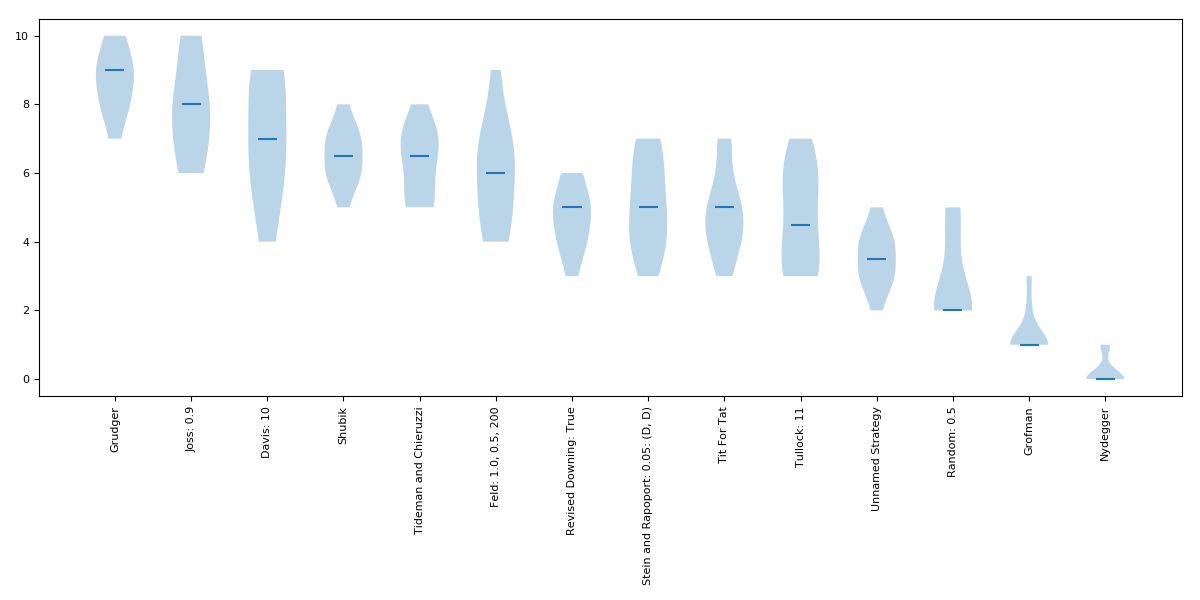 10
8
6
4
2
0
Grudger
Joss: 0.9
Davis: 10
Shubik
Tideman and Chieruzzi
Feld: 1.0, 0.5, 200
Revised Downing: True
Stein and Rapoport: 0.05: (D, D)
Tit For Tat
Tullock: 11
Unnamed Strategy
Random: 0.5
Grofman
Nydegger